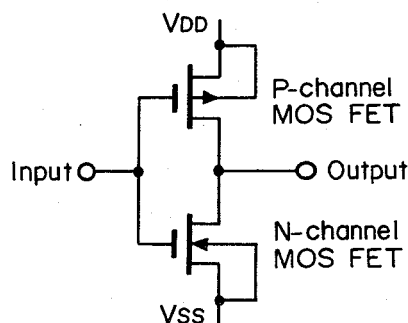 VDD
P-channel
MOS FET
Input
Output
N-channel
MOS FET
VSS